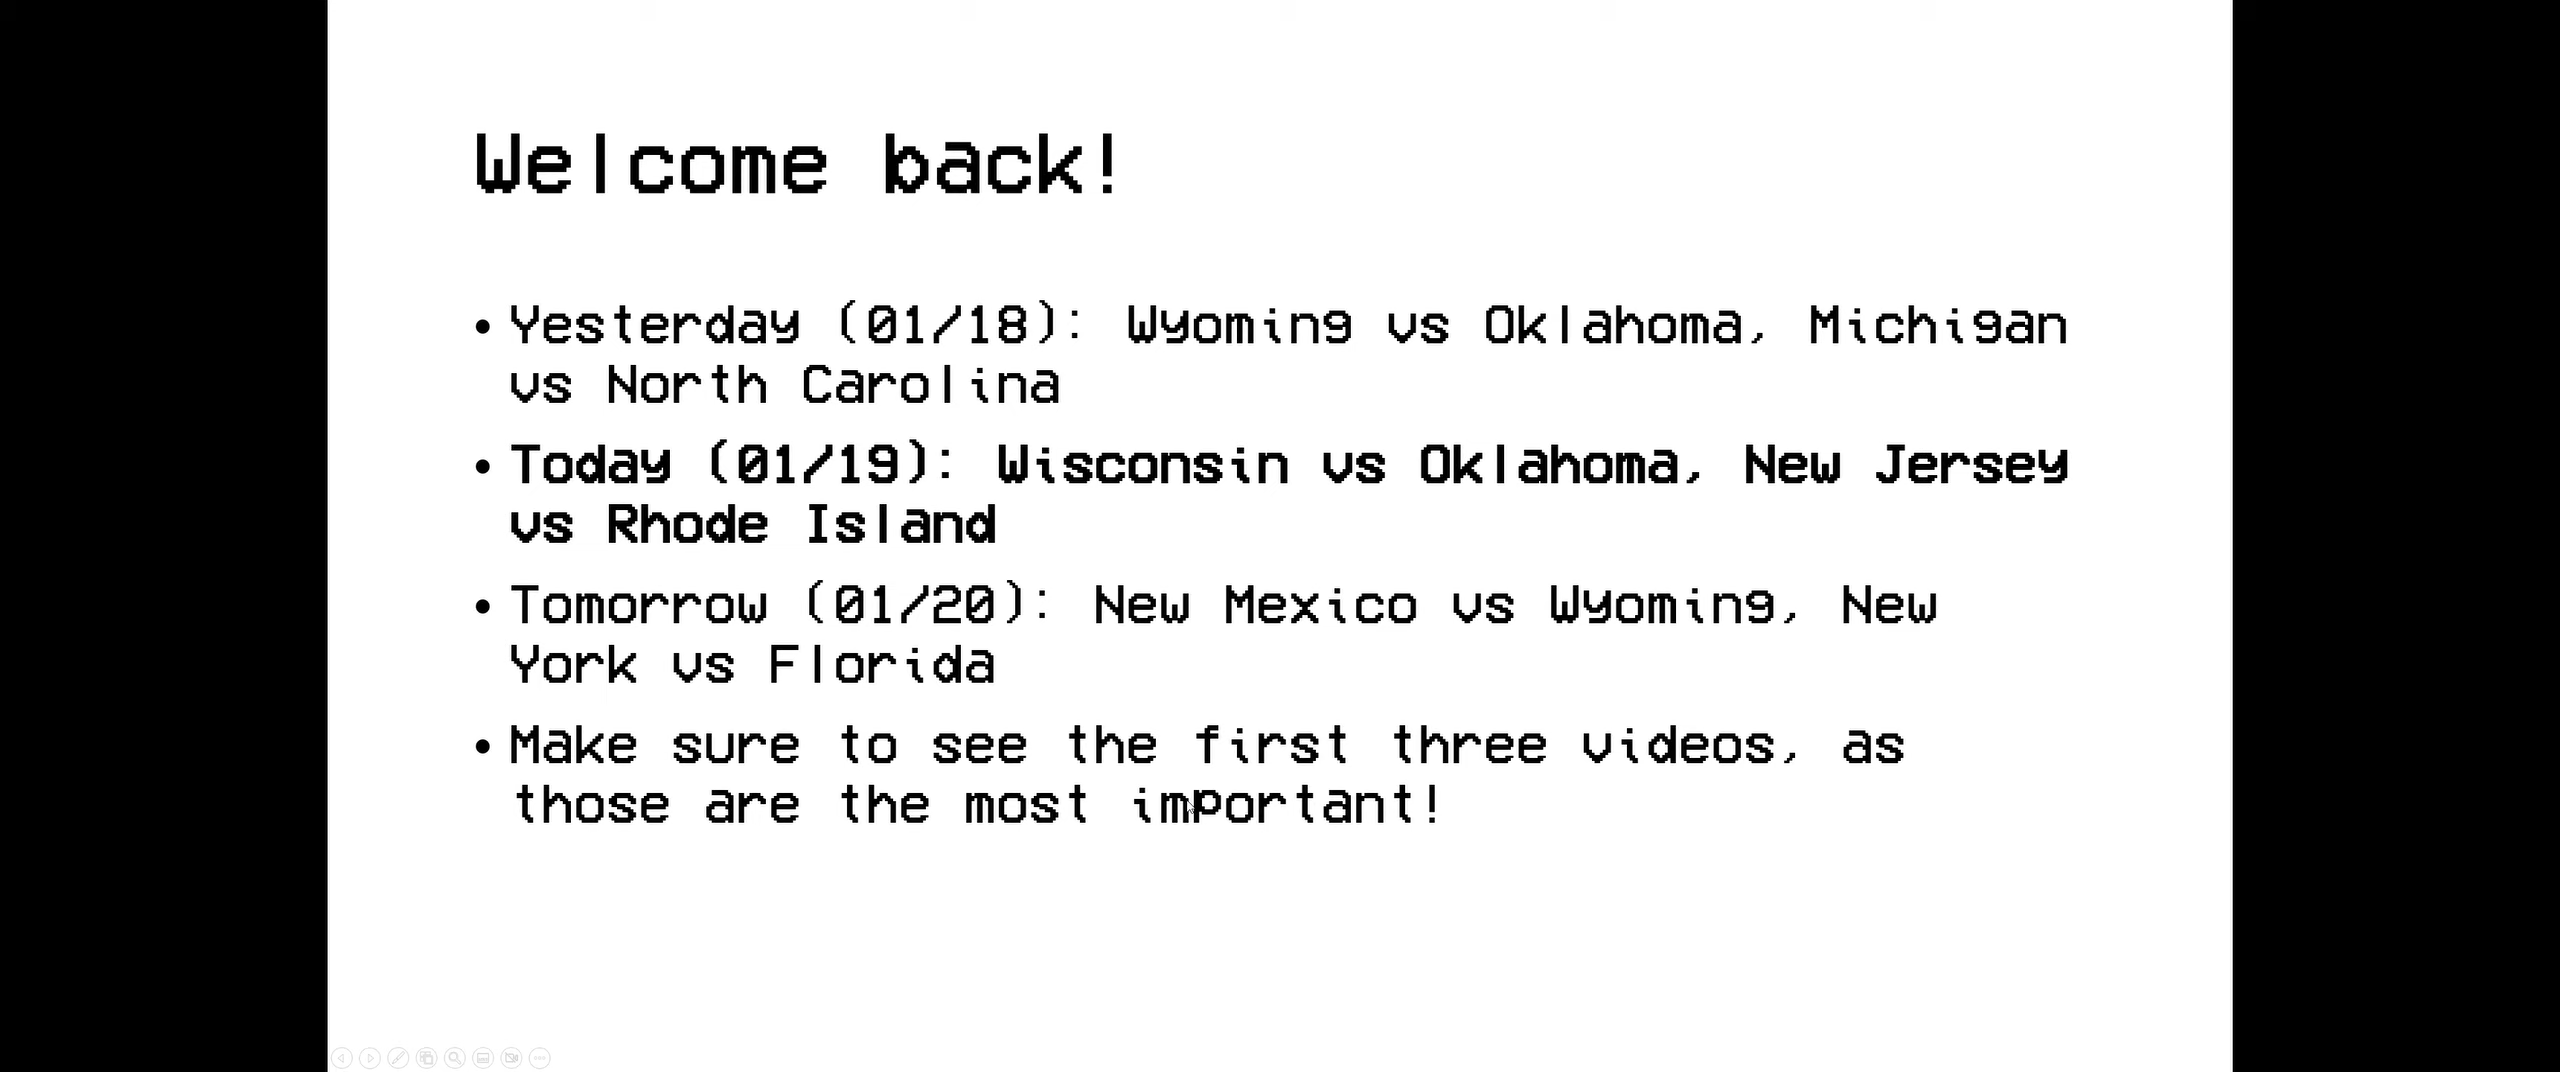 Welcome back!
• Yesterday (01/18): Wyoming vs Oklahoma, Michigan
vs North Carolina
• Today (01/19): Wisconsin vs Oklahoma, New Jersey
vs Rhode Island
• Tomorrow (01/20): New Mexico vs Wyoming, New
York vs Florida
• Make sure to see the first three videos, as
those are the most important!